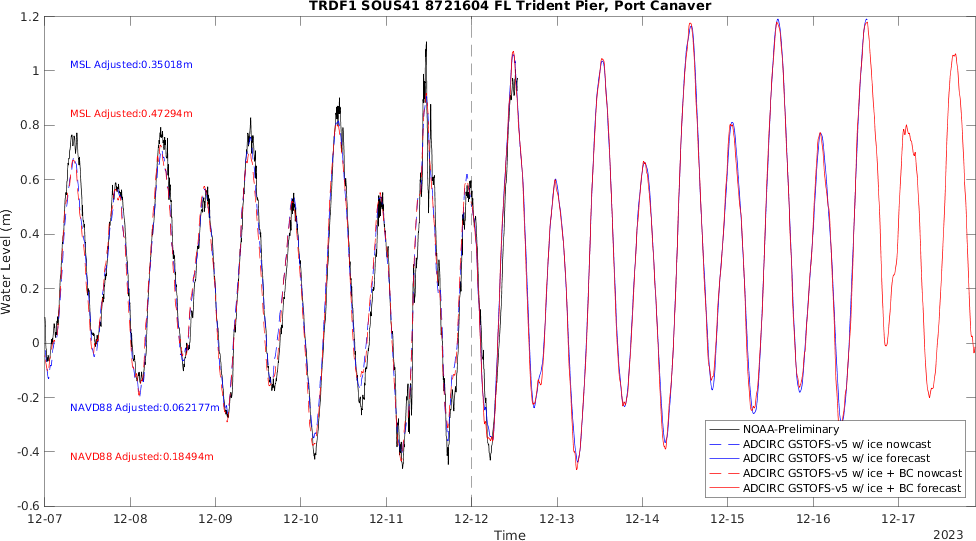 TRDF1 SOUS41 8721604 FL Trident Pier, Port Canaver
1.2
1
0.8
0.6
0.4
0.2
0
-0.2
-0.4
-0.6
Water Level (m)
MSL Adjusted:0.35018m
MSL Adjusted:0.47294m
NAVD88 Adjusted:0.062177m
NAVD88 Adjusted:0.18494m
NOAA-Preliminary
ADCIRC GSTOFS-v5 w/ ice nowcast
ADCIRC GSTOFS-v5 w/ ice forecast
ADCIRC GSTOFS-v5 w/ ice + BC nowcast
ADCIRC GSTOFS-v5 w/ ice + BC forecast
12-07 12-08 12-09 12-10 12-11 12-12 12-13 12-14 12-15 12-16 12-17
Time
2023